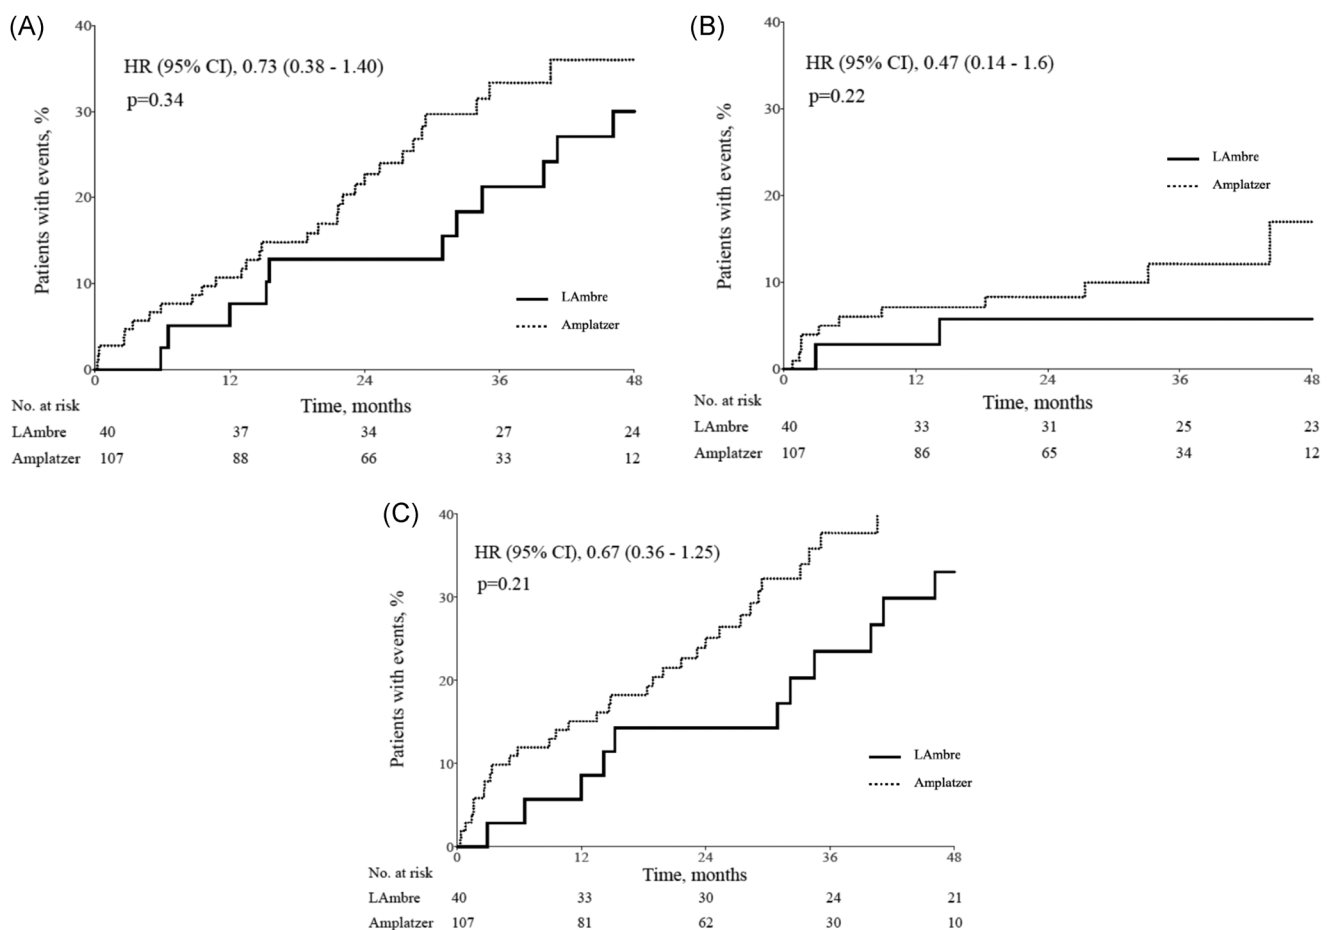 (A)
40
30
20
10
0
Patients with events, %
HR (95% CI), 0.73 (0.38 - 1.40)
p=0.34
LAmbre
Amplatzer
0 12 24 36 48
Time, months
No. at risk
LAmbre 40 37 34 27 24
Amplatzer 107 88 66 33 12
(B)
40
30
20
10
0
Patients with events, %
HR (95% CI), 0.47 (0.14 - 1.6)
p=0.22
LAmbre
Amplatzer
0 12 24 36 48
Time, months
No. at risk
LAmbre 40 33 31 25 23
Amplatzer 107 86 65 34 12
(C)
40
30
20
10
0
Patients with events, %
HR (95% CI), 0.67 (0.36 - 1.25)
p=0.21
LAmbre
Amplatzer
0 12 24 36 48
Time, months
No. at risk
LAmbre 40 33 30 24 21
Amplatzer 107 81 62 30 10